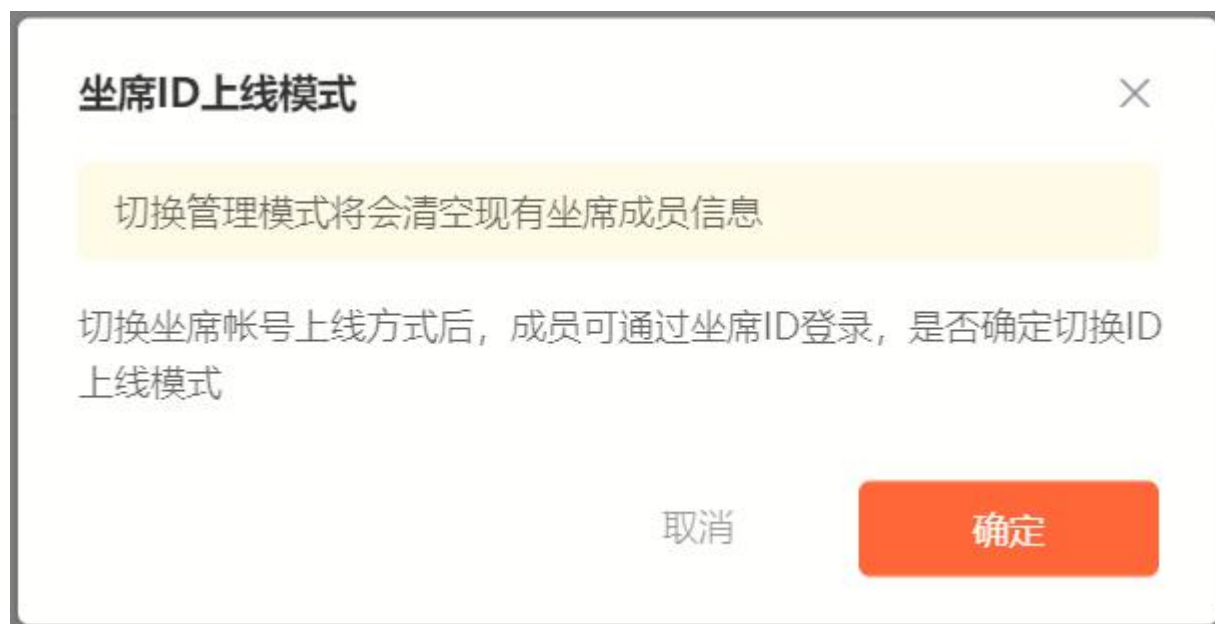 坐席ID上线模式
切换管理模式将会清空现有坐席成员信息
切换坐席帐号上线方式后，成员可通过坐席ID登录，是否确定切换ID
上线模式
取消
确定